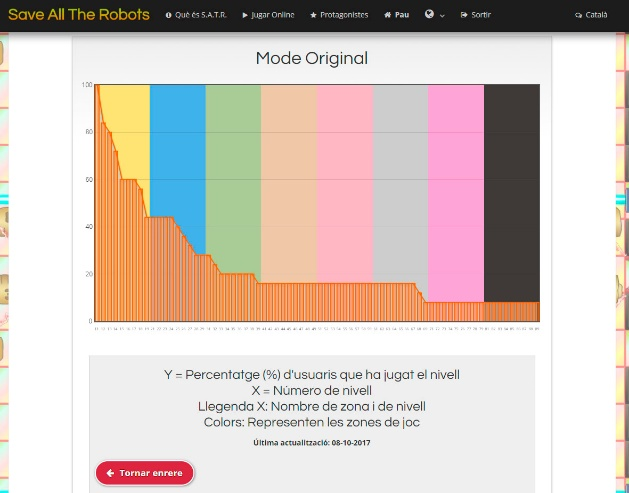 Save All The Robots
Què és S.A.T.R.
Jugar Online
Protagonistes
Pau
Sortir
Català
Mode Original
100
80
60
40
20
0
Y = Percentatge (%) d'usuaris que ha jugat el nivell
X = Número de nivell
Llegenda X: Nombre de zona i de nivell
Colors: Representen les zones de joc
Última actualització: 08-10-2017
Tornar enrere